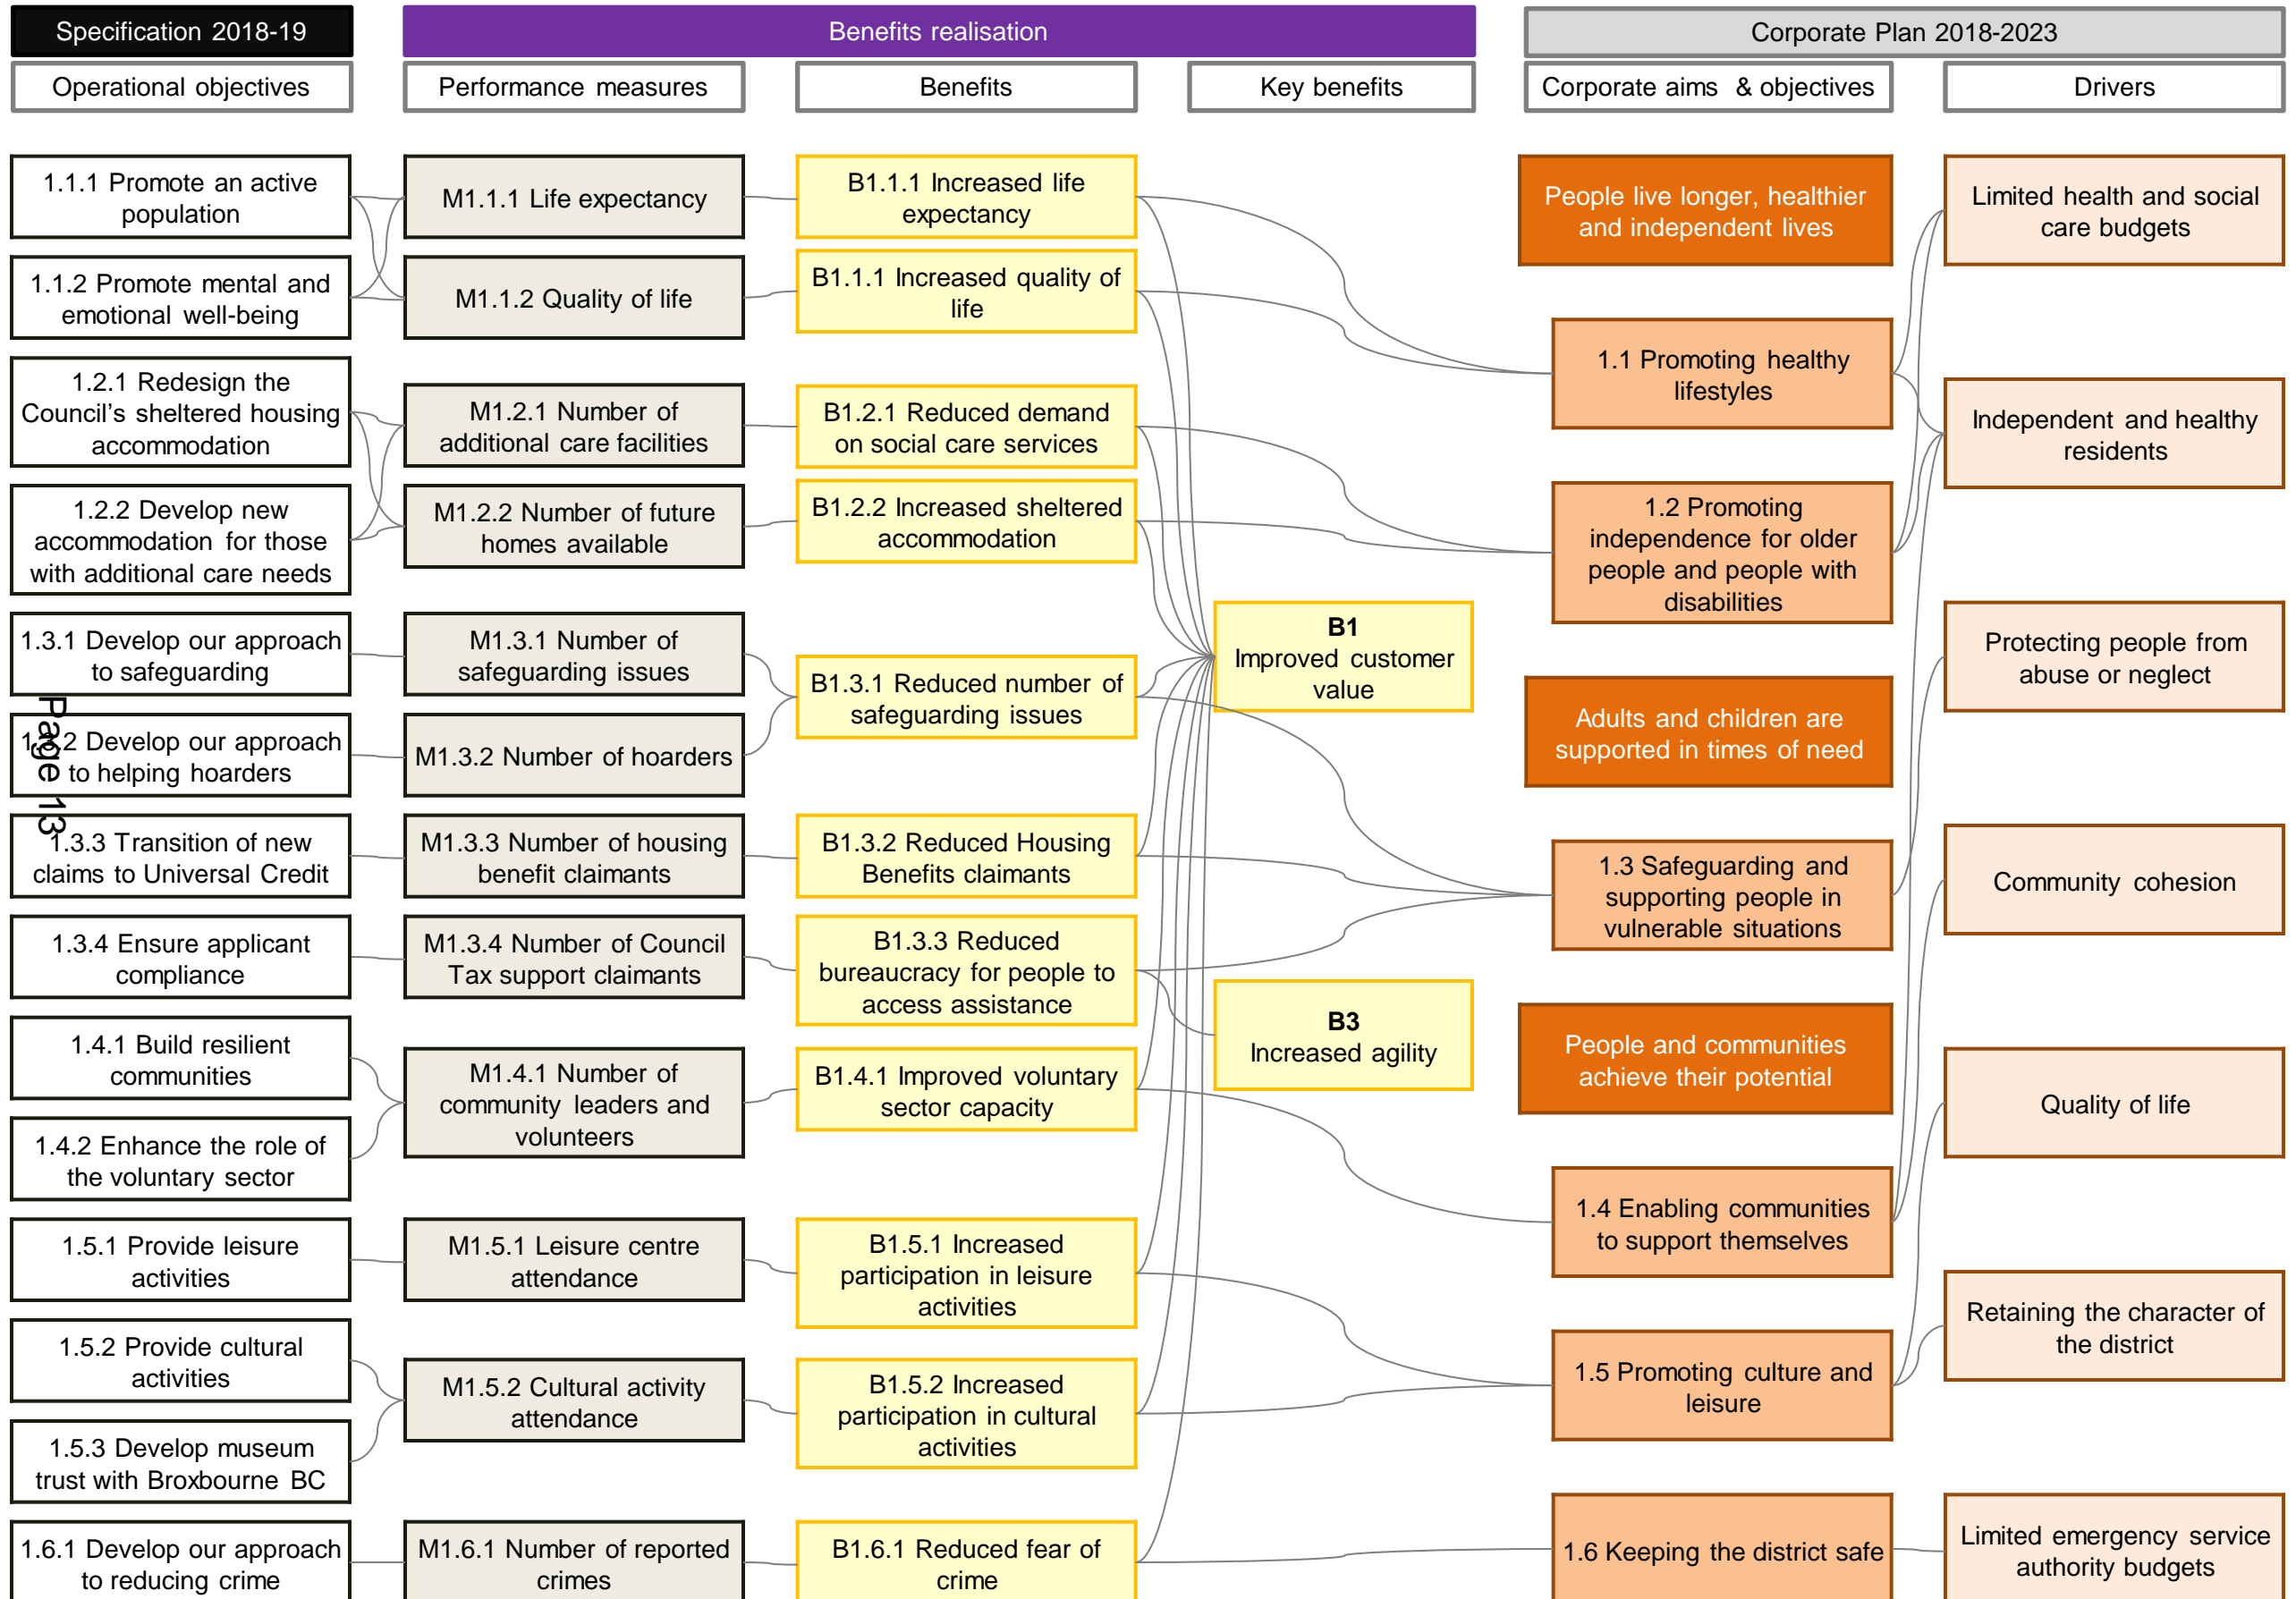 Specification 2018-19
Benefits realisation
Corporate Plan 2018-2023
Operational objectives
Performance measures
Benefits
Key benefits
Corporate aims & objectives
Drivers
1.1.1 Promote an active
population
1.1.2 Promote mental and
emotional well-being
1.2.1 Redesign the
Council's sheltered housing
accommodation
1.2.2 Develop new
accommodation for those
with additional care needs
1.3.1 Develop our approach
to safeguarding
1.3.2 Develop our approach
to helping hoarders
1.3.3 Transition of new
claims to Universal Credit
1.3.4 Ensure applicant
compliance
1.4.1 Build resilient
communities
1.4.2 Enhance the role of
the voluntary sector
1.5.1 Provide leisure
activities
1.5.2 Provide cultural
activities
1.5.3 Develop museum
trust with Broxbourne BC
1.6.1 Develop our approach
to reducing crime
Page 13
M1.1.1 Life expectancy
M1.1.2 Quality of life
M1.2.1 Number of
additional care facilities
M1.2.2 Number of future
homes available
M1.3.1 Number of
safeguarding issues
M1.3.2 Number of hoarders
M1.3.3 Number of housing
benefit claimants
M1.3.4 Number of Council
Tax support claimants
M1.4.1 Number of
community leaders and
volunteers
M1.5.1 Leisure centre
attendance
M1.5.2 Cultural activity
attendance
M1.6.1 Number of reported
crimes
B1.1.1 Increased life
expectancy
B1.1.1 Increased quality of
life
B1.2.1 Reduced demand
on social care services
B1.2.2 Increased sheltered
accommodation
B1.3.1 Reduced number of
safeguarding issues
B1.3.2 Reduced Housing
Benefits claimants
B1.3.3 Reduced
bureaucracy for people to
access assistance
B1.4.1 Improved voluntary
sector capacity
B1.5.1 Increased
participation in leisure
activities
B1.5.2 Increased
participation in cultural
activities
B1.6.1 Reduced fear of
crime
B1
Improved customer
value
B3
Increased agility
People live longer, healthier
and independent lives
1.1 Promoting healthy
lifestyles
1.2 Promoting
independence for older
people and people with
disabilities
Adults and children are
supported in times of need
1.3 Safeguarding and
supporting people in
vulnerable situations
People and communities
achieve their potential
1.4 Enabling communities
to support themselves
1.5 Promoting culture and
leisure
1.6 Keeping the district safe
Limited health and social
care budgets
Independent and healthy
residents
Protecting people from
abuse or neglect
Community cohesion
Quality of life
Retaining the character of
the district
Limited emergency service
authority budgets